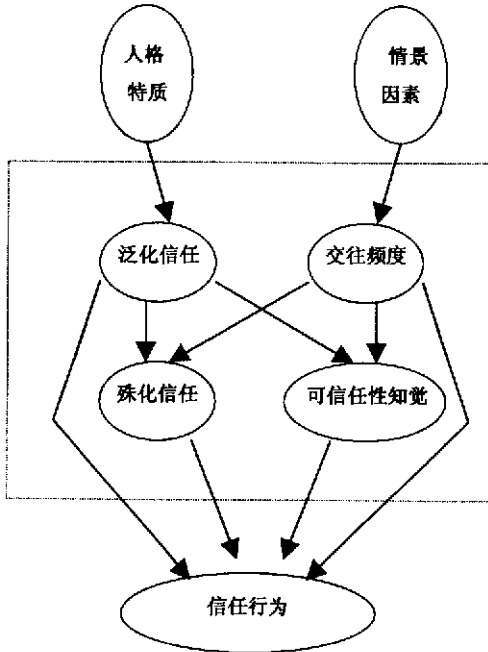 人格
特质
情景
因素
泛化信任
交往频度
殊化信任
可信任性知觉
信任行为